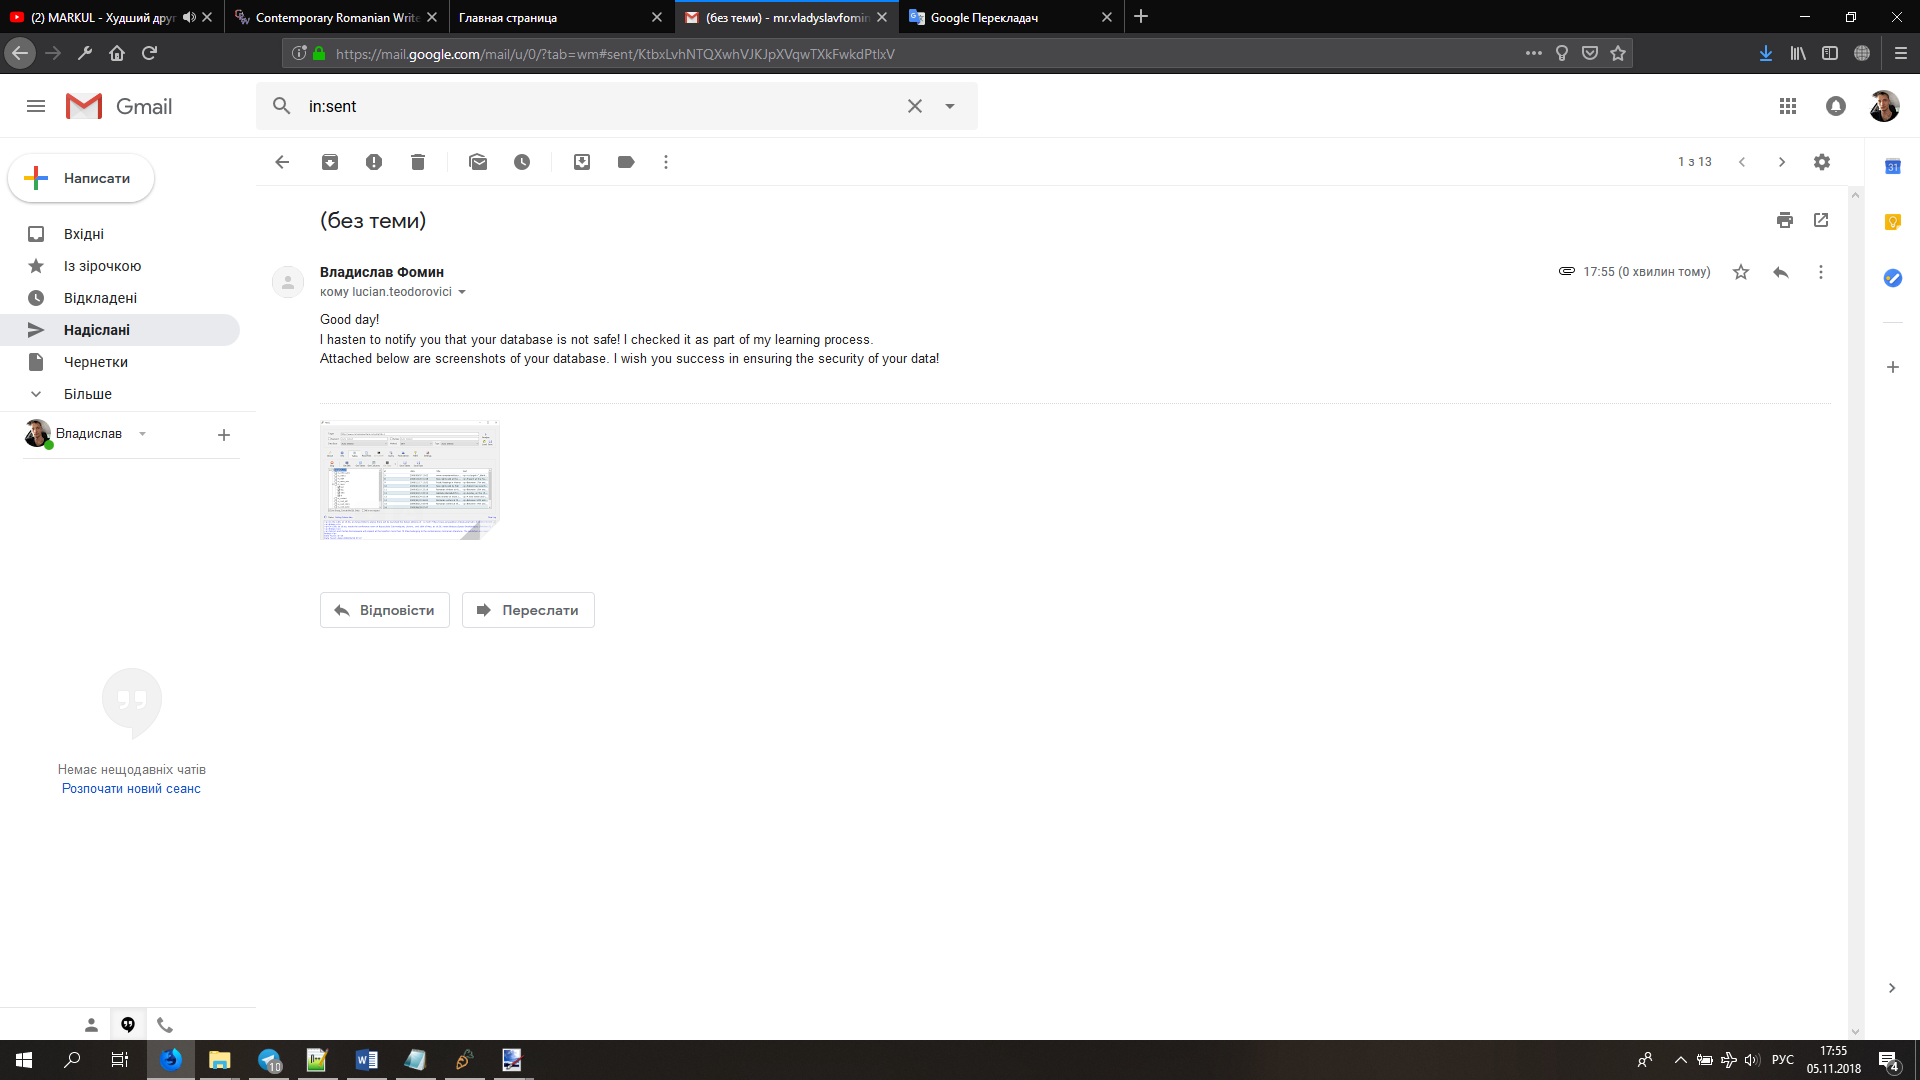 (2) MARKUL - Худший друг
Contemporary Romanian Write
Главная страница
(без теми) - mr.vladyslavfomin
Google Перекладач
https://mail.google.com/mail/u/0/?tab=wm#sent/KtbxLvhNTQXwhVJKJpXVqwTXkFwkdPtlxV
Gmail
in:sent
Написати
1 з 13
31
(без теми)
Вхідні
Із зірочкою
Відкладені
Надіслані
Чернетки
Більше
Владислав
Владислав Фомин
17:55 (0 хвилин тому)
кому lucian.teodorovici
Good day!
I hasten to notify you that your database is not safe! I checked it as part of my learning process.
Attached below are screenshots of your database. I wish you success in ensuring the security of your data!
Відповісти
Переслати
Немає нещодавніх чатів
Розпочати новий сеанс
10
РУС
17:55
05.11.2018
4